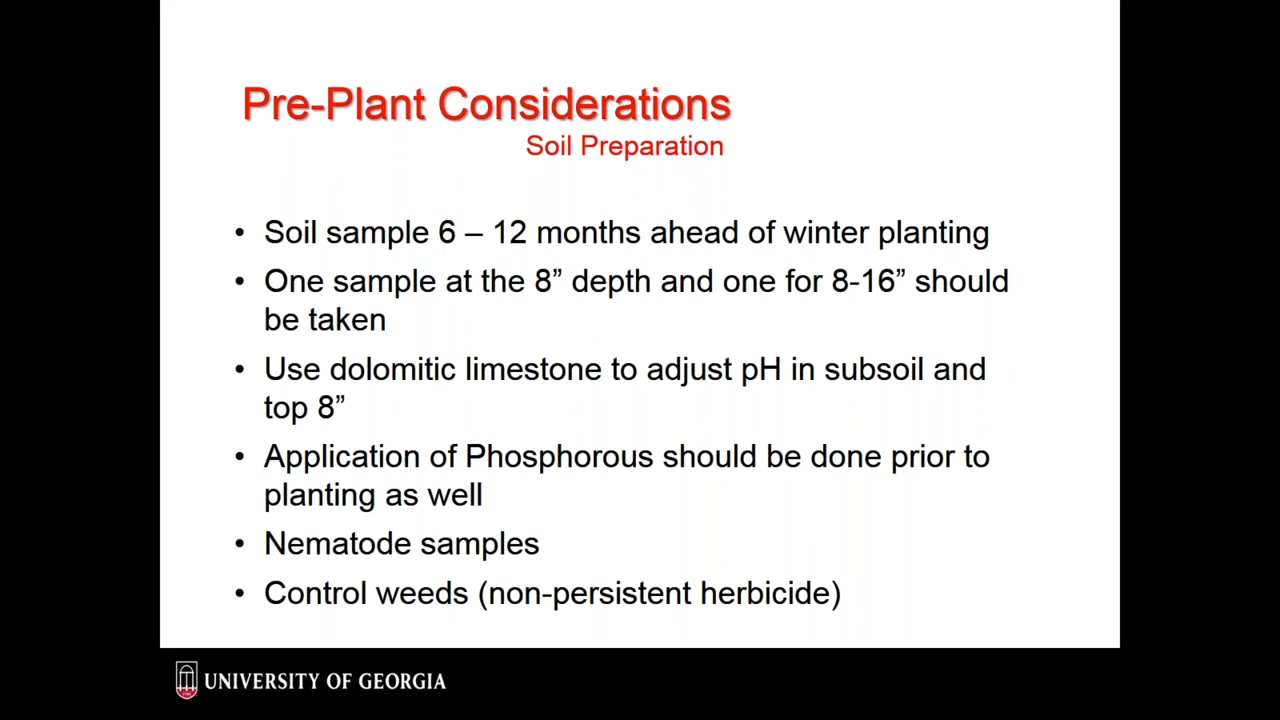 Pre-Plant Considerations
Soil Preparation
• Soil sample 6 – 12 months ahead of winter planting
• One sample at the 8” depth and one for 8-16” should
be taken
• Use dolomitic limestone to adjust pH in subsoil and
top 8”
• Application of Phosphorous should be done prior to
planting as well
• Nematode samples
• Control weeds (non-persistent herbicide)
UNIVERSITY OF GEORGIA